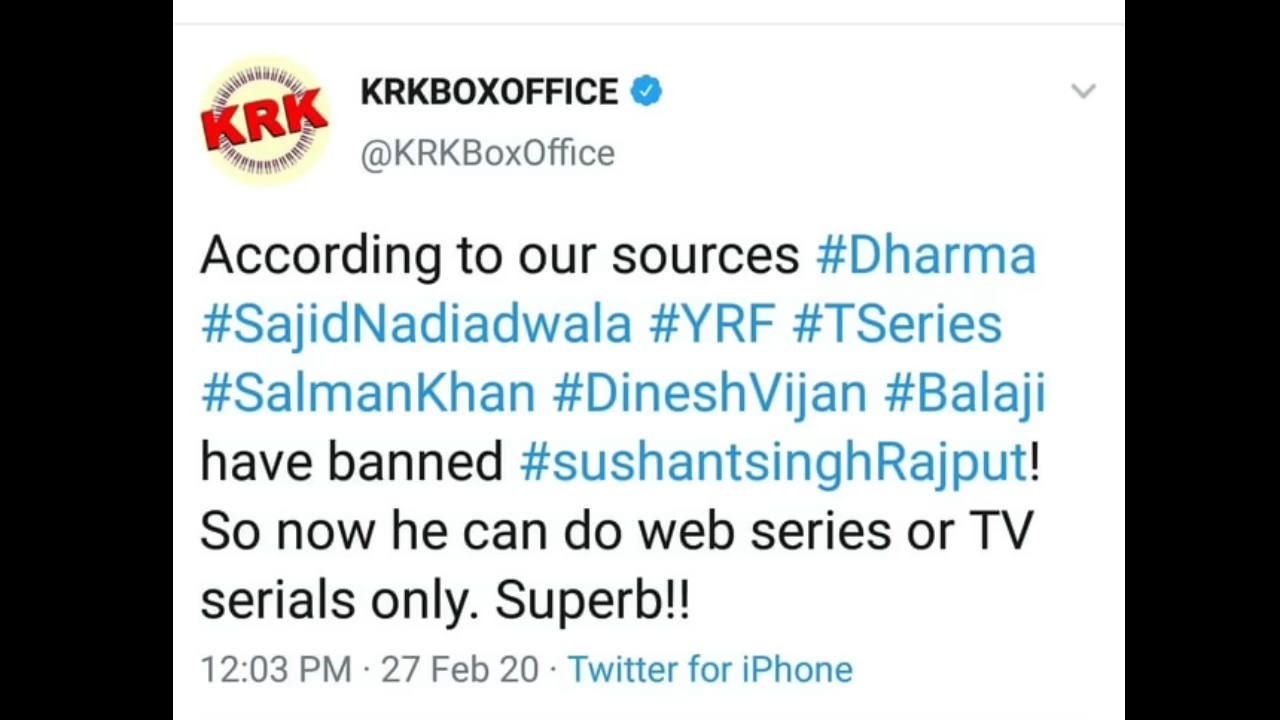 KRK
KRKBOXOFFICE
@KRKBoxOffice
According to our sources #Dharma
#SajidNadiadwala #YRF #TSeries
#SalmanKhan #DineshVijan #Balaji
have banned #sushantsinghRajput!
So now he can do web series or TV
serials only. Superb!!
12:03 PM · 27 Feb 20 · Twitter for iPhone